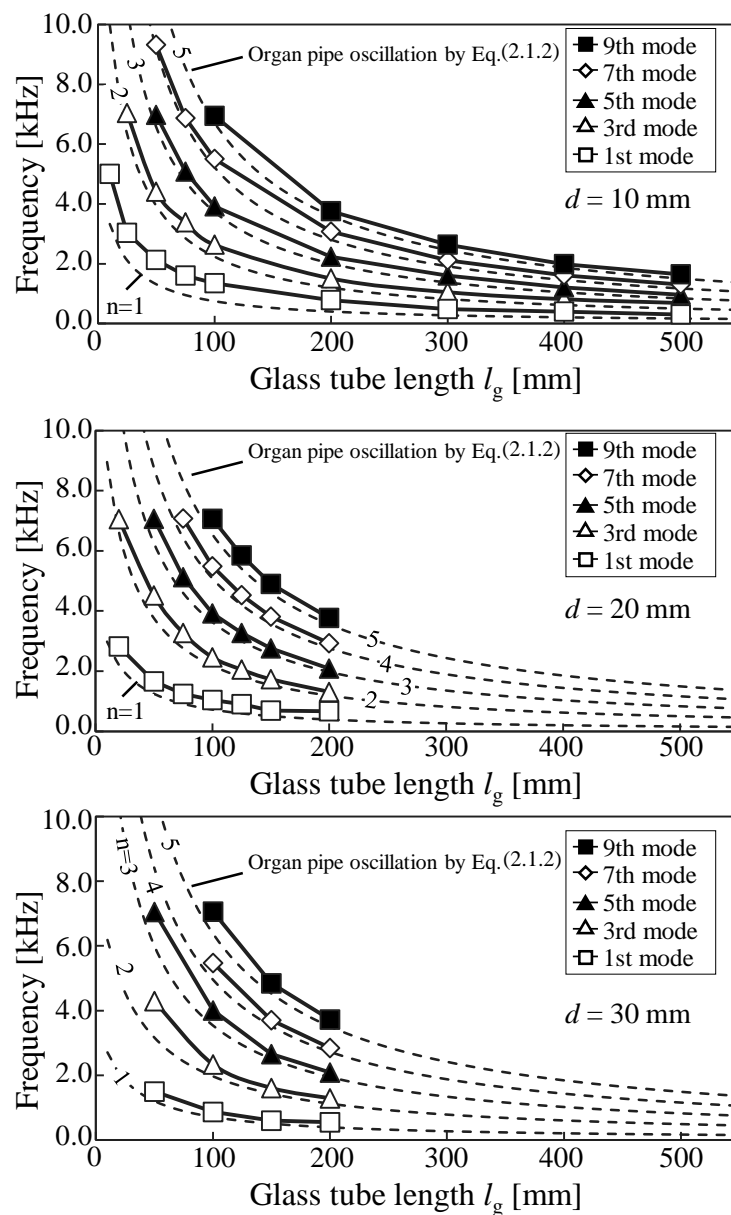 10.0
8.0
6.0
4.0
2.0
0.0
Frequency [kHz]
5
3
2
n=1
Organ pipe oscillation by Eq.(2.1.2)
9th mode
7th mode
5th mode
3rd mode
1st mode
d = 10 mm
0 100 200 300 400 500
Glass tube length lg [mm]
10.0
8.0
6.0
4.0
2.0
0.0
Frequency [kHz]
Organ pipe oscillation by Eq.(2.1.2)
9th mode
7th mode
5th mode
3rd mode
1st mode
d = 20 mm
5
4
3
2
n=1
0 100 200 300 400 500
Glass tube length lg [mm]
10.0
8.0
6.0
4.0
2.0
0.0
Frequency [kHz]
n=3
5
4
2
1
Organ pipe oscillation by Eq.(2.1.2)
9th mode
7th mode
5th mode
3rd mode
1st mode
d = 30 mm
0 100 200 300 400 500
Glass tube length lg [mm]